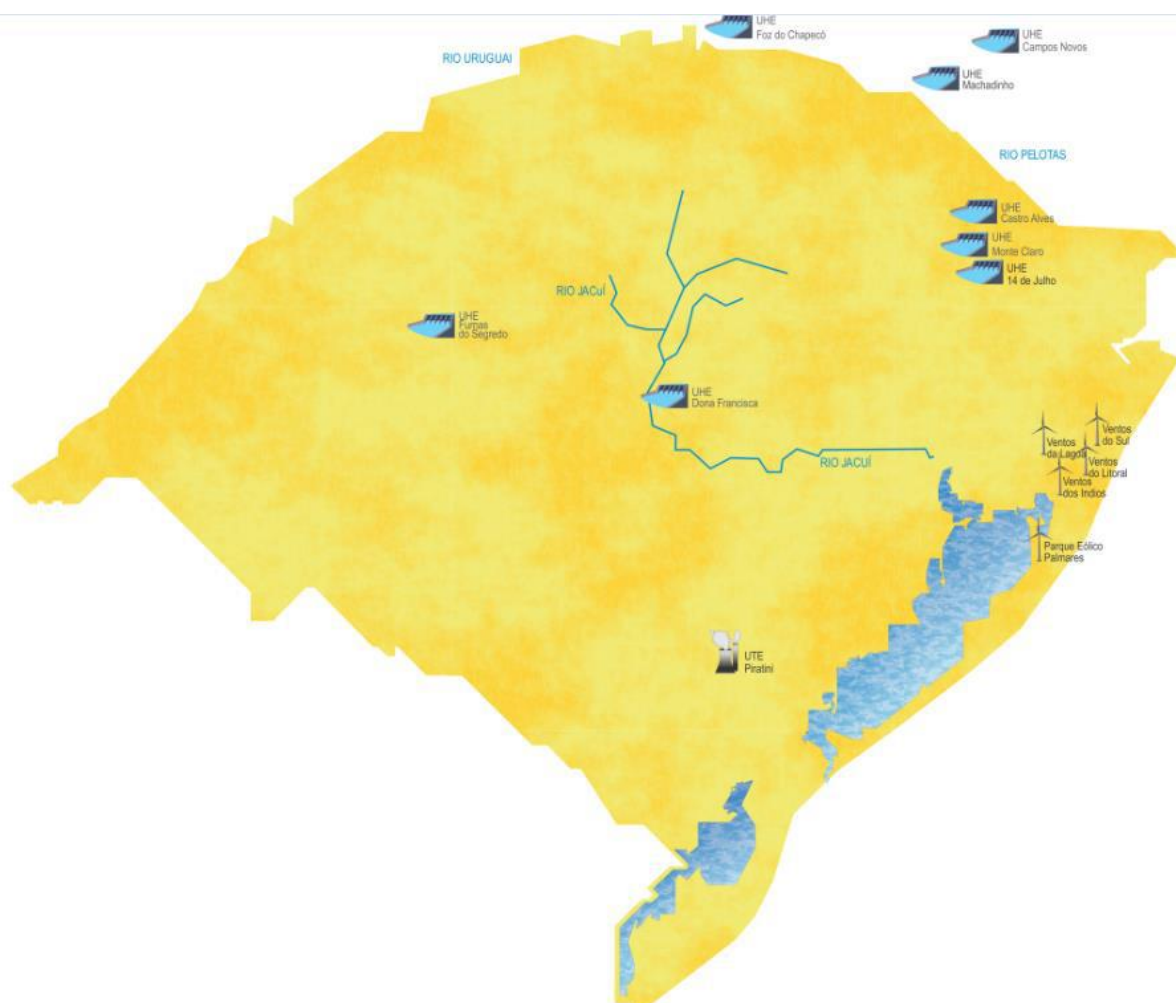 UHE
Foz do Chapecó
UHE
Campos Novos
RIO URUGUAI
UHE
Machadinho
RIO PELOTAS
UHE
Castro Alves
UHE
Monte Claro
UHE
14 de Julho
RIO JACUÍ
UHE
Furnas
do Segredo
UHE
Dona Francisca
Ventos
do Sul
Ventos
da Lagoa
RIO JACUÍ
Ventos
do Litoral
Ventos
dos Indios
Parque Eólico
Palmares
UTE
Piratini